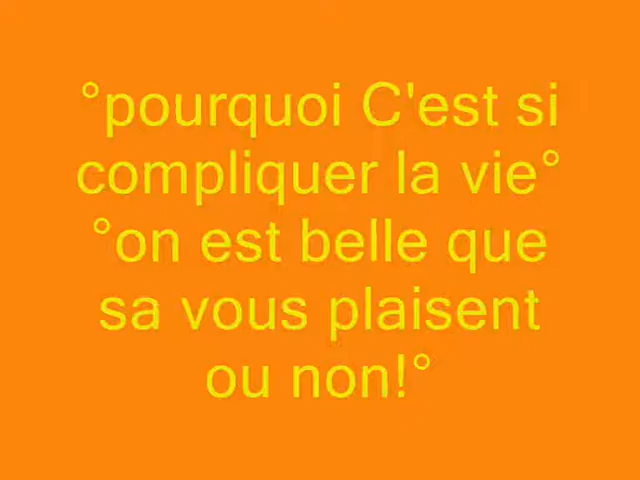 °pourquoi C'est si
compliquer la vie°
°on est belle que
sa vous plaisent
ou non!°